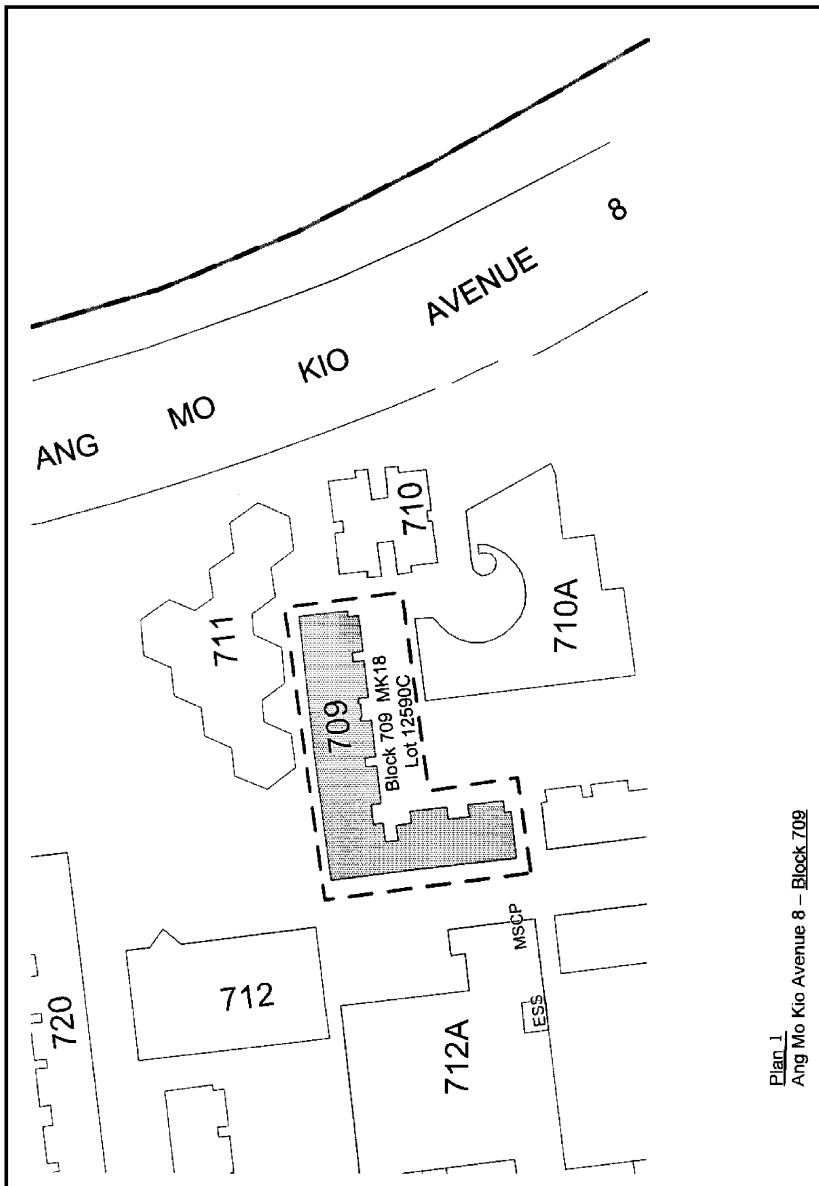 ANG MO KIO AVENUE 8
710
711
710A
709
Block 709 MK18
Lot 12590C
MSCP
712
720
ESS
712A
Plan 1
Ang Mo Kio Avenue 8 – Block 709